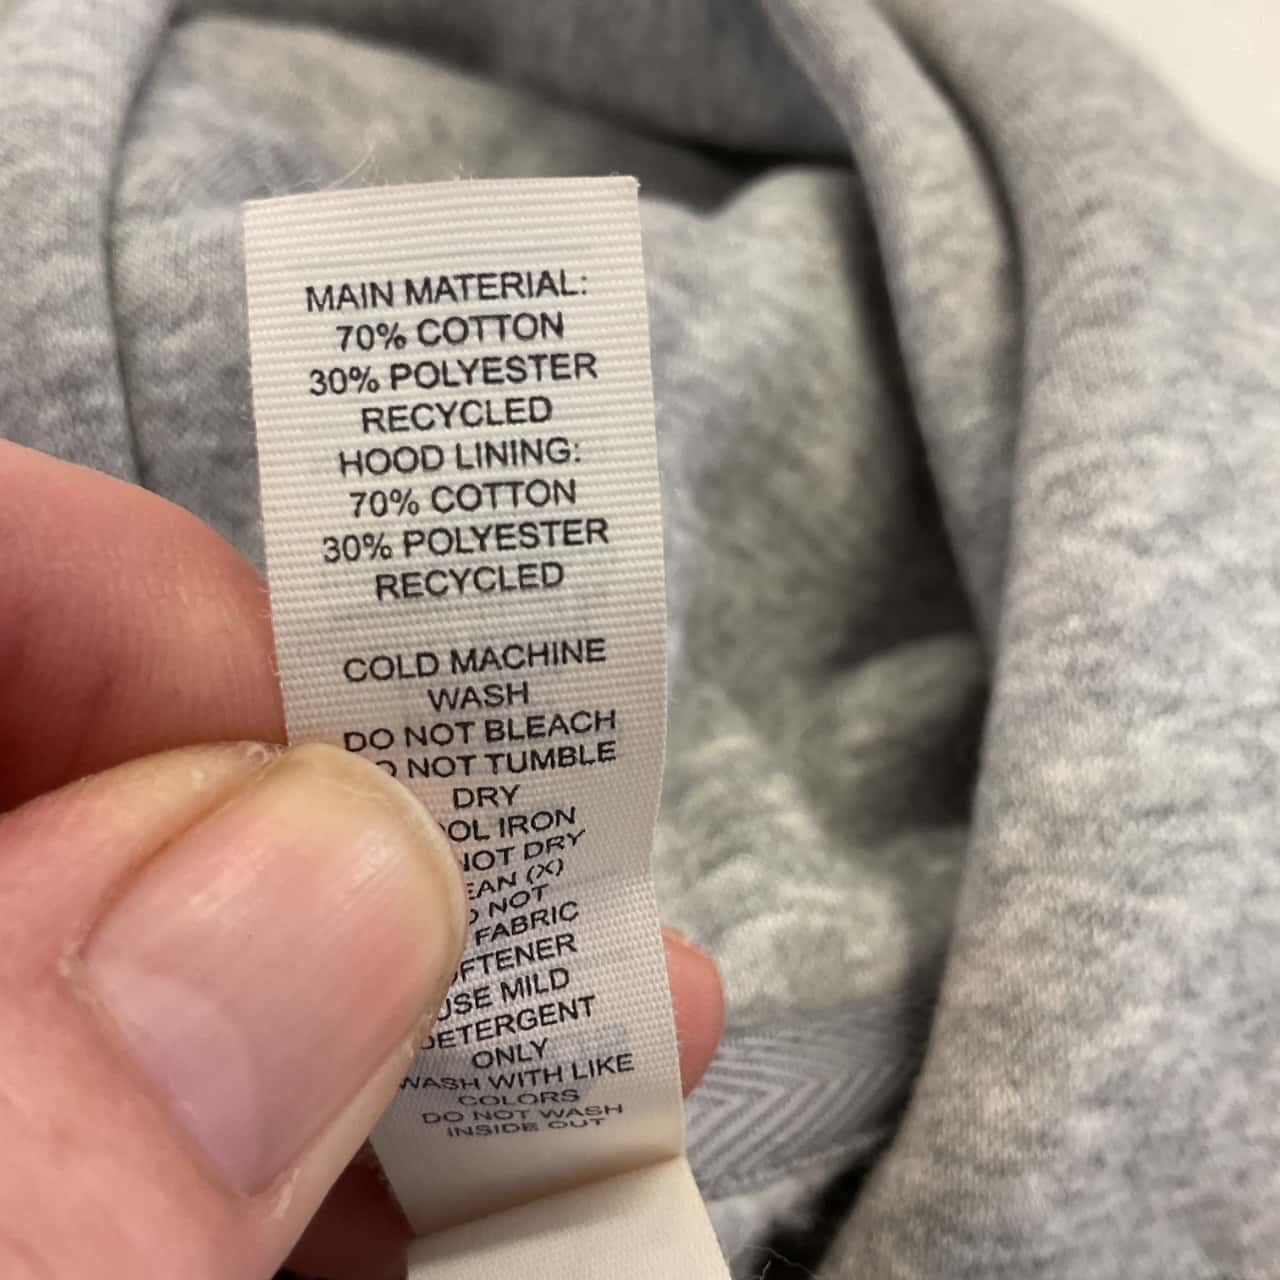 MAIN MATERIAL:
70% COTTON
30% POLYESTER
RECYCLED
HOOD LINING:
70% COTTON
30% POLYESTER
RECYCLED
COLD MACHINE
WASH
DO NOT BLEACH
NOT TUMBLE
DRY
IRON
DRY
(X)
NOT
FABRIC
USE MILD
DETERGENT
ONLY
WASH WITH LIKE
COLORS
DO NOT WASH
INSIDE OUT